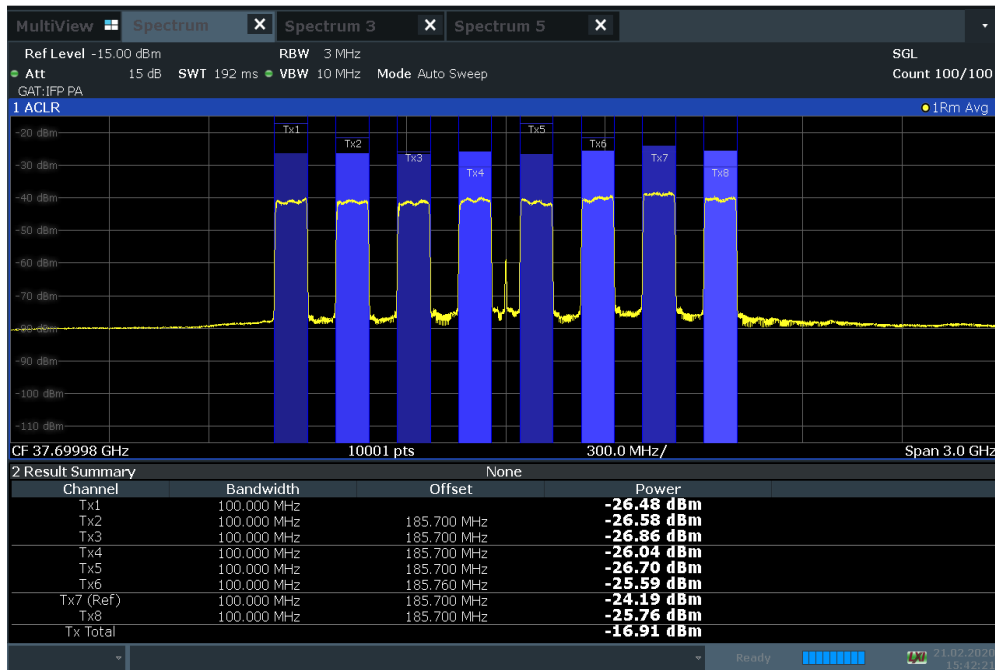 MultiView Spectrum X Spectrum 3 X Spectrum 5 X
Ref Level -15.00 dBm RBW 3 MHz SGL
Att 15 dB SWT 192 ms VBW 10 MHz Mode Auto Sweep Count 100/100
GAT:IFP PA
1 ACLR 1Rm Avg
Tx1 Tx5
-20 dBm
Tx2 Tx6
Tx3 Tx7
-30 dBm
Tx4 Tx8
-40 dBm
-50 dBm
-60 dBm
-70 dBm
-80 dBm
-90 dBm
-100 dBm
-110 dBm
CF 37.69998 GHz 10001 pts 300.0 MHz/ Span 3.0 GHz
2 Result Summary None
Channel Bandwidth Offset Power
Tx1 100.000 MHz -26.48 dBm
Tx2 100.000 MHz 185.700 MHz -26.58 dBm
Tx3 100.000 MHz 185.700 MHz -26.86 dBm
Tx4 100.000 MHz 185.700 MHz -26.04 dBm
Tx5 100.000 MHz 185.700 MHz -26.70 dBm
Tx6 100.000 MHz 185.760 MHz -25.59 dBm
Tx7 (Ref) 100.000 MHz 185.700 MHz -24.19 dBm
Tx8 100.000 MHz 185.700 MHz -25.76 dBm
Tx Total -16.91 dBm
Ready 21.02.2020
15:42:21